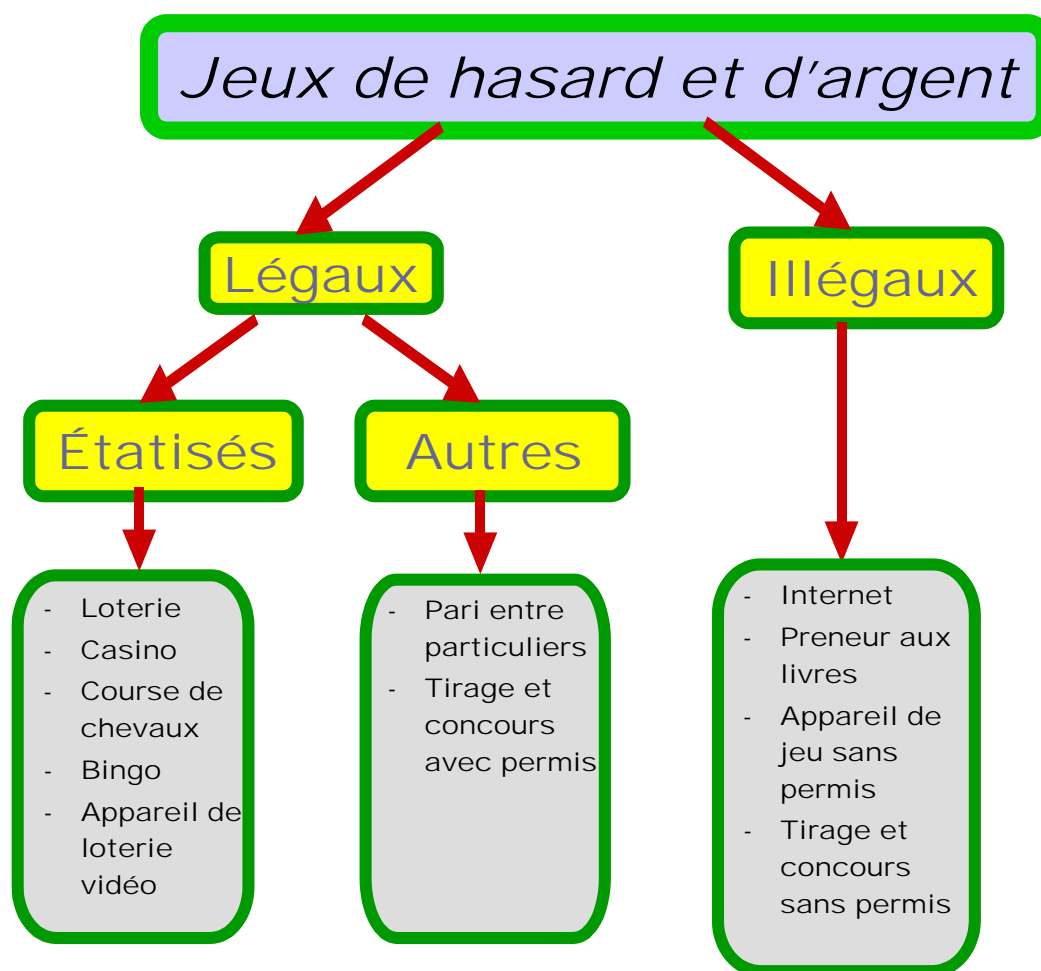 Jeux de hasard et d'argent
Légaux
Illégaux
Étatisés
Autres
- Loterie
- Casino
- Course de
chevaux
- Bingo
- Appareil de
loterie
vidéo
- Pari entre
particuliers
- Tirage et
concours
avec permis
- Internet
- Preneur aux
livres
- Appareil de
jeu sans
permis
- Tirage et
concours
sans permis